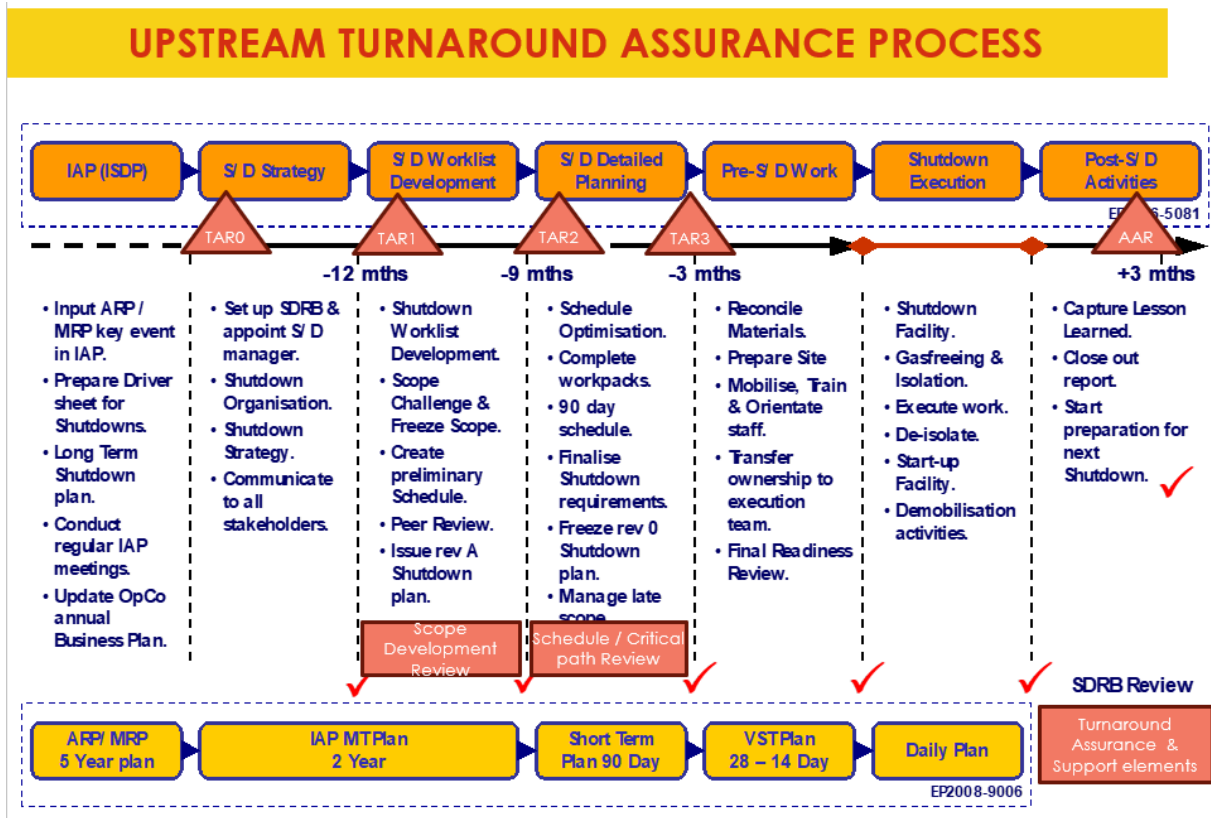 UPSTREAM TURNAROUND ASSURANCE PROCESS
IAP (ISDP)
S/D Strategy
S/D Worklist
Development
S/D Detailed
Planning
Pre-S/D Work
Shutdown
Execution
Post-S/D
Activities
-5081
TAR0
TAR1
TAR2
TAR3
AAR
-12 mths
-9 mths
-3 mths
+3 mths
• Input ARP /
MRP key event
in IAP.
• Prepare Driver
sheet for
Shutdowns.
• Long Term
Shutdown
plan.
• Conduct
regular IAP
meetings.
• Update OpCo
annual
Business Plan.
• Set up SDRB &
appoint S/D
manager.
• Shutdown
Organisation.
• Shutdown
Strategy.
• Communicate
to all
stakeholders.
• Shutdown
Worklist
Development.
• Scope
Challenge &
Freeze Scope.
• Create
preliminary
Schedule.
• Peer Review.
• Issue rev A
Shutdown
plan.
• Schedule
Optimisation.
• Complete
workpacks.
• 90 day
schedule.
• Finalise
Shutdown
requirements.
• Freeze rev 0
Shutdown
plan.
• Manage late
scope
• Reconcile
Materials.
• Prepare Site
• Mobilise, Train
& Orientate
staff.
• Transfer
ownership to
execution
team.
• Final Readiness
Review.
• Shutdown
Facility.
• Gasfreeing &
Isolation.
• Execute work.
• De-isolate.
• Start-up
Facility.
• Demobilisation
activities.
• Capture Lesson
Learned.
• Close out
report.
• Start
preparation for
next
Shutdown.
Scope
Development
Review
Schedule / Critical
path Review
SDRB Review
Turnaround
Assurance &
Support elements
ARP/ MRP
5 Year plan
IAP MTPlan
2 Year
Short Term
Plan 90 Day
VSTPlan
28 – 14 Day
Daily Plan
EP2008-9006